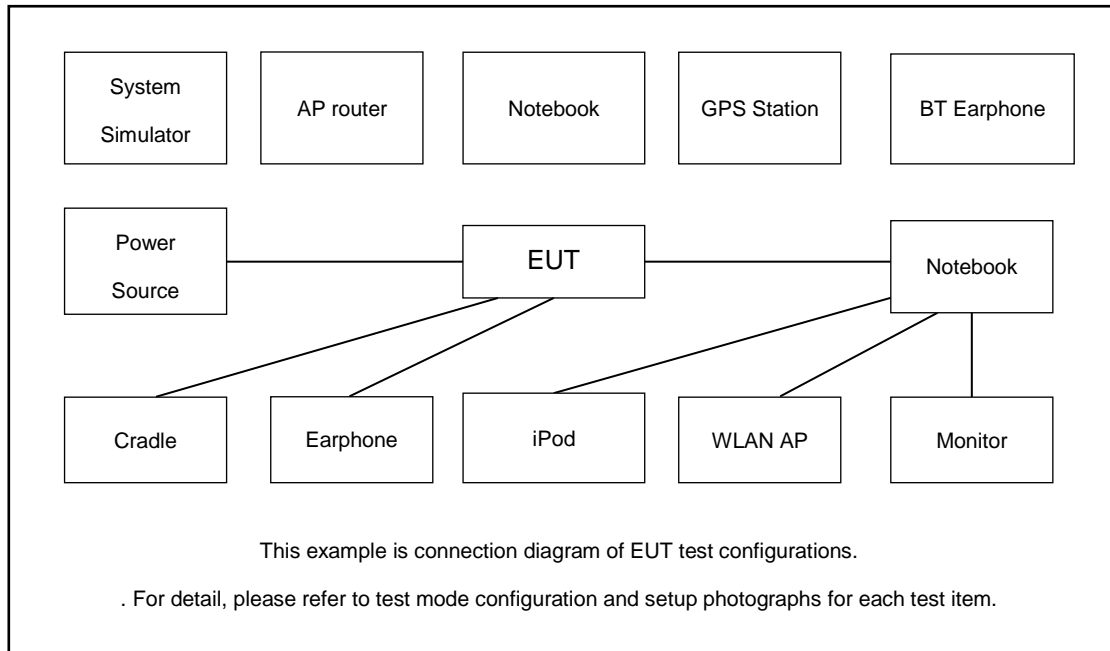 System
Simulator
AP router
Notebook
GPS Station
BT Earphone
Power
Source
EUT
Notebook
Cradle
Earphone
iPod
WLAN AP
Monitor
This example is connection diagram of EUT test configurations.
. For detail, please refer to test mode configuration and setup photographs for each test item.